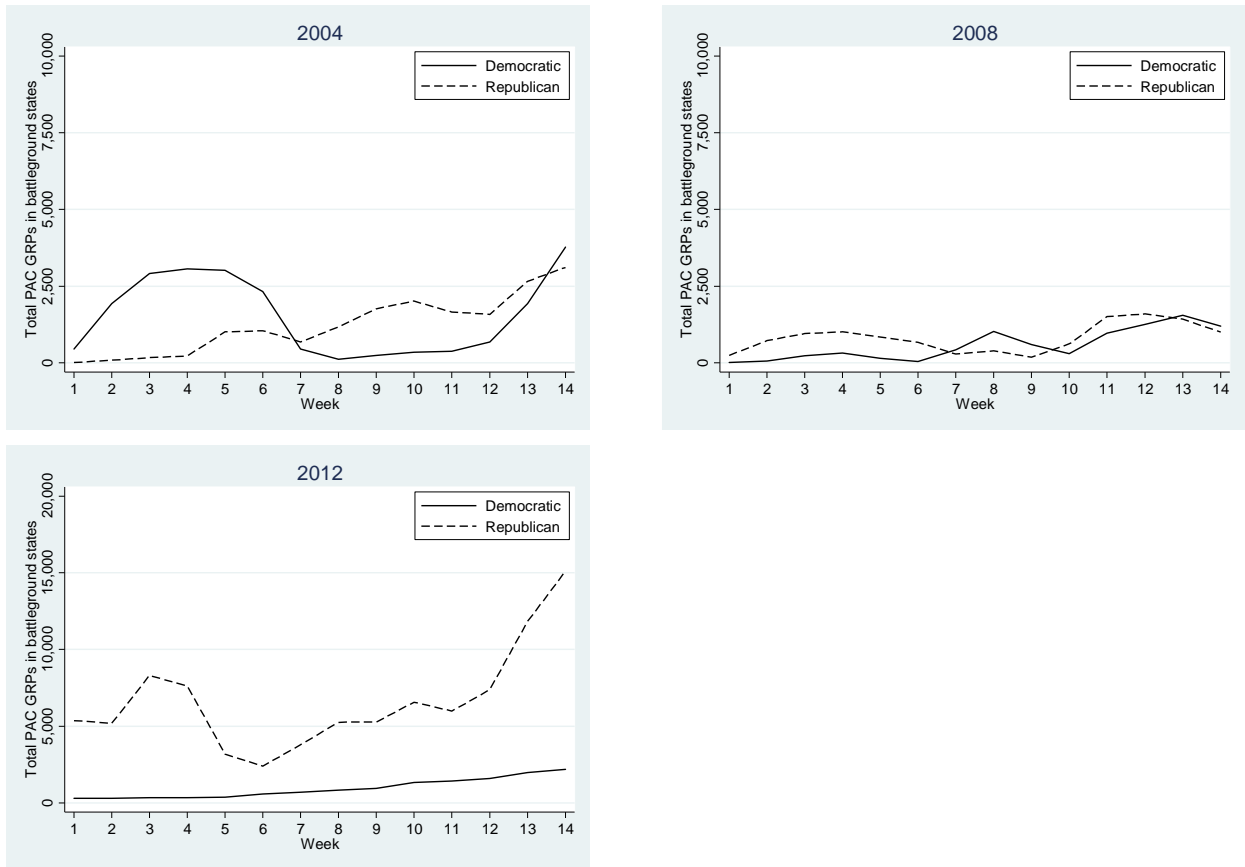 2004
Total PAC GRPs in battleground states
10,000
7,500
5,000
2,500
0
Democratic
Republican
1 2 3 4 5 6 7 8 9 10 11 12 13 14
Week
2008
Total PAC GRPs in battleground states
10,000
7,500
5,000
2,500
0
Democratic
Republican
1 2 3 4 5 6 7 8 9 10 11 12 13 14
Week
2012
Total PAC GRPs in battleground states
20,000
15,000
10,000
5,000
0
Democratic
Republican
1 2 3 4 5 6 7 8 9 10 11 12 13 14
Week